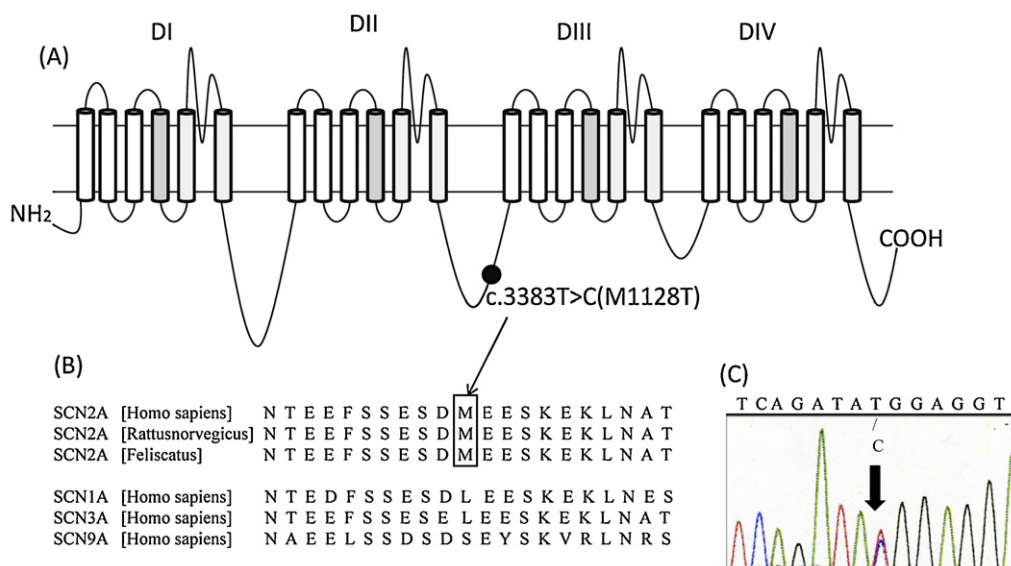 DI DII DIII DIV
(A)
NH₂
COOH
c.3383T>C(M1128T)
(B)
SCN2A [Homo sapiens] N T E E F S S E S D M E E S K E K L N A T
SCN2A [Rattusnorvegicus] N T E E F S S E S D M E E S K E K L N A T
SCN2A [Feliscatus] N T E E F S S E S D M E E S K E K L N A T
SCN1A [Homo sapiens] N T E D F S S E S D L E E S K E K L N E S
SCN3A [Homo sapiens] N T E E F S S E S E L E E S K E K L N A T
SCN9A [Homo sapiens] N A E E L S S D S D S E Y S K V R L N R S
(C)
T C A G A T A T G G A G G T
/
C